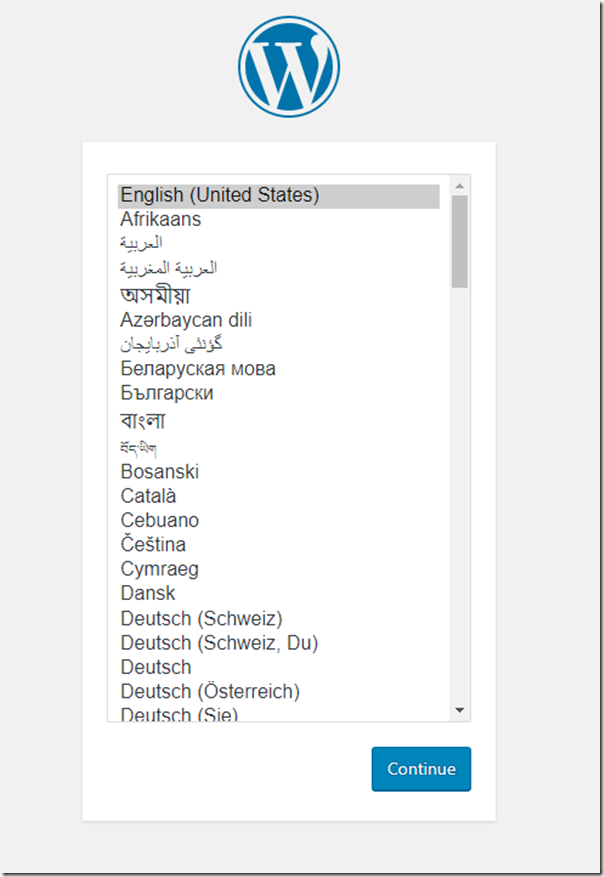 English (United States)
Afrikaans
العربية
العربية المغربية
অসমীয়া
Azərbaycan dili
گؤنئی آذربایجان
Беларуская мова
Български
বাংলা
བོད་ཡིག
Bosanski
Català
Cebuano
Čeština
Cymraeg
Dansk
Deutsch (Schweiz)
Deutsch (Schweiz, Du)
Deutsch
Deutsch (Österreich)
Deutsch (Sie)
Continue